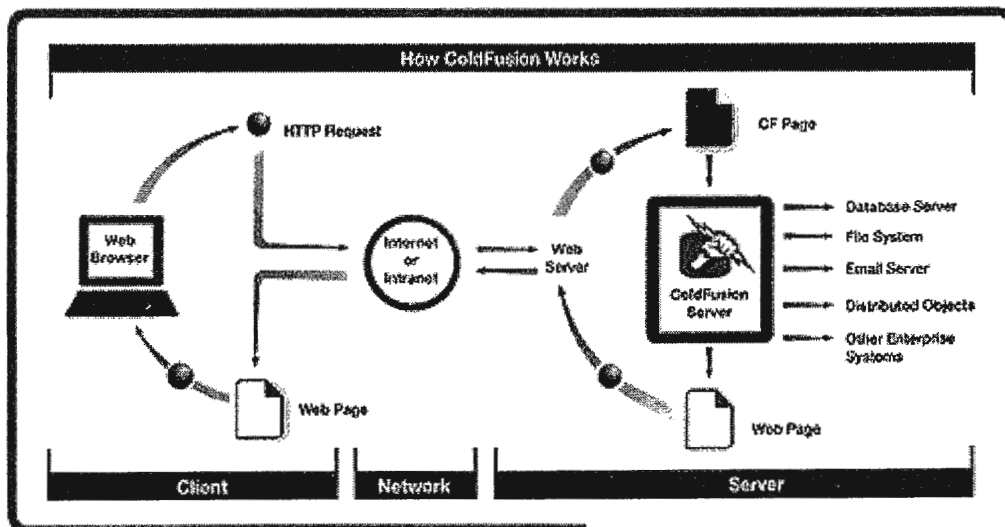 How ColdFusion Works
HTTP Request
CF Page
Web
Browser
Internet
or
Intranet
Web
Server
ColdFusion
Server
Database Server
File System
Email Server
Distributed Objects
Other Enterprise
Systems
Web Page
Web Page
Client
Network
Server